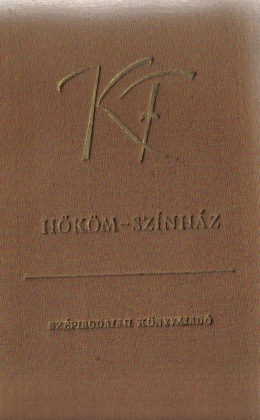 KF
HÖKÖM-SZÍNHÁZ
SZÉPIRODALMI KÖNYVKIADÓ